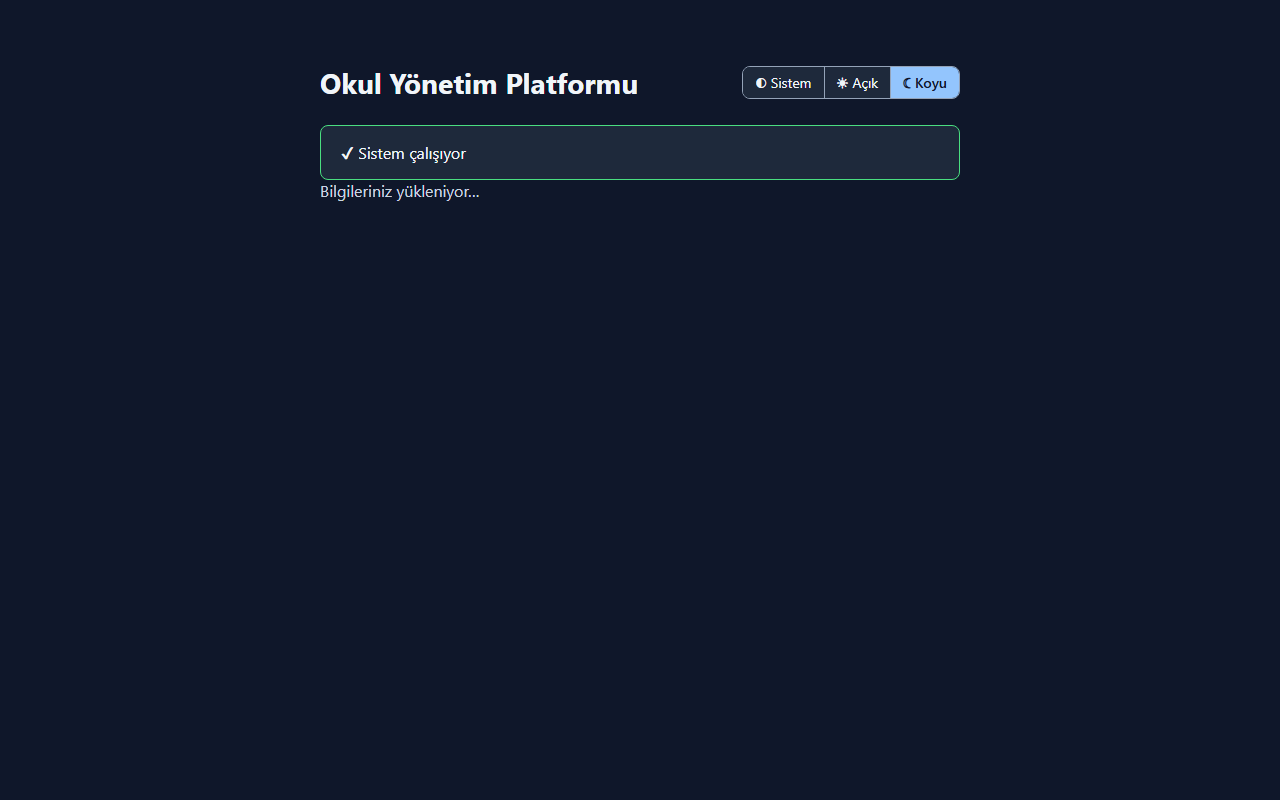 Okul Yönetim Platformu
◐ Sistem ☀ Açık ☾ Koyu
✓ Sistem çalışıyor
Bilgileriniz yükleniyor...